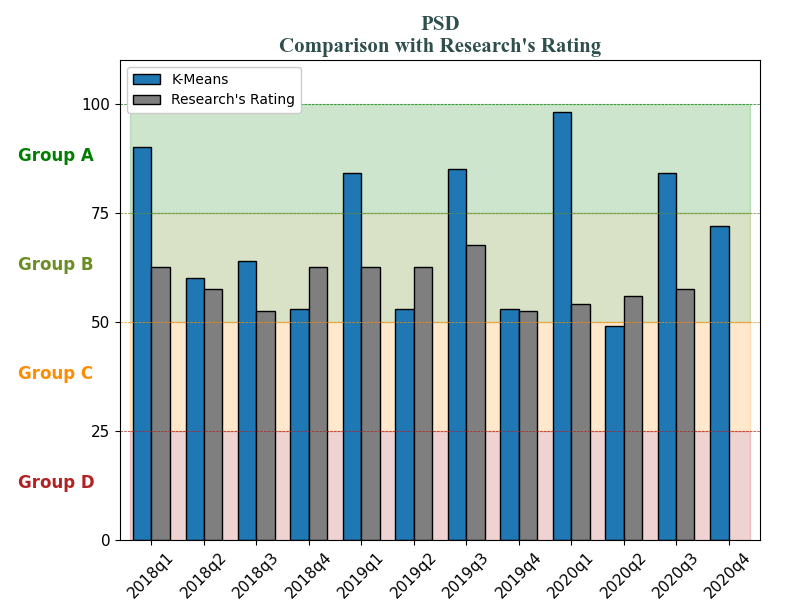 PSD
Comparison with Research's Rating
K-Means
Research's Rating
100
Group A
75
Group B
50
Group C
25
Group D
0
2018q1
2018q2
2018q3
2018q4
2019q1
2019q2
2019q3
2019q4
2020q1
2020q2
2020q3
2020q4